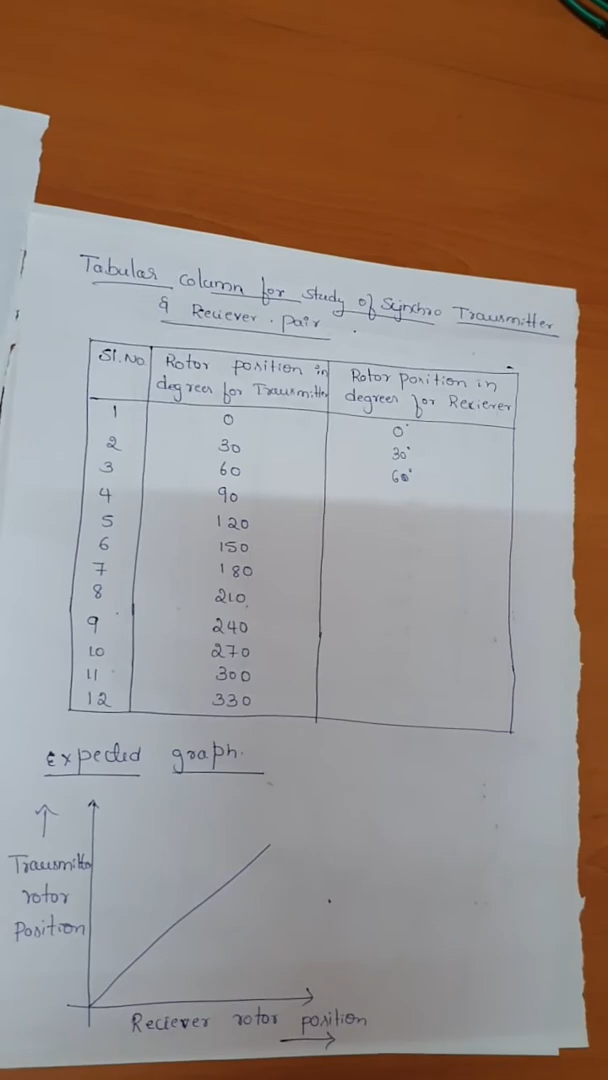 Tabular column for study of Synchro Transmitter
& Reciever pair.
Sl.No Rotor position in degrees for Transmitter Rotor position in degrees for Reciever
1 0 0°
2 30 30°
3 60 60°
4 90
5 120
6 150
7 180
8 210
9 240
10 270
11 300
12 330
Expected graph.
Transmitter
rotor
Position
Reciever rotor position